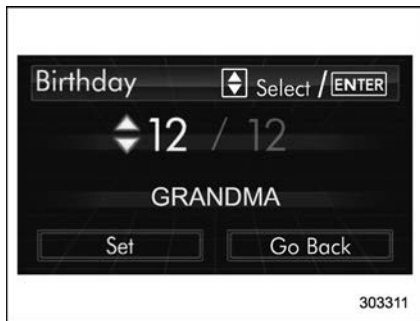 Birthday Select / ENTER
12 / 12
GRANDMA
Set Go Back
303311